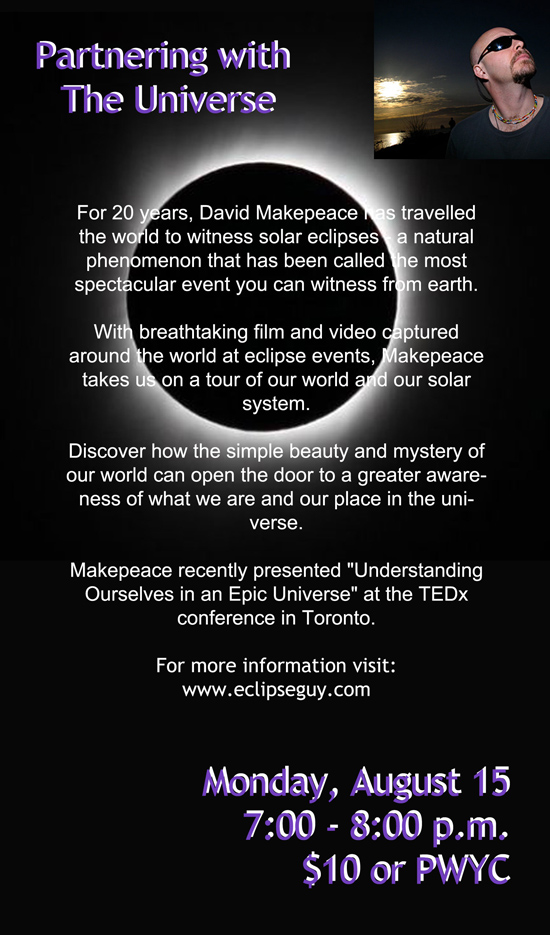 Partnering with
The Universe
For 20 years, David Makepeace has travelled
the world to witness solar eclipses - a natural
phenomenon that has been called the most
spectacular event you can witness from earth.
With breathtaking film and video captured
around the world at eclipse events, Makepeace
takes us on a tour of our world and our solar
system.
Discover how the simple beauty and mystery of
our world can open the door to a greater aware-
ness of what we are and our place in the uni-
verse.
Makepeace recently presented "Understanding
Ourselves in an Epic Universe" at the TEDx
conference in Toronto.
For more information visit:
www.eclipseguy.com
Monday, August 15
7:00 - 8:00 p.m.
$10 or PWYC